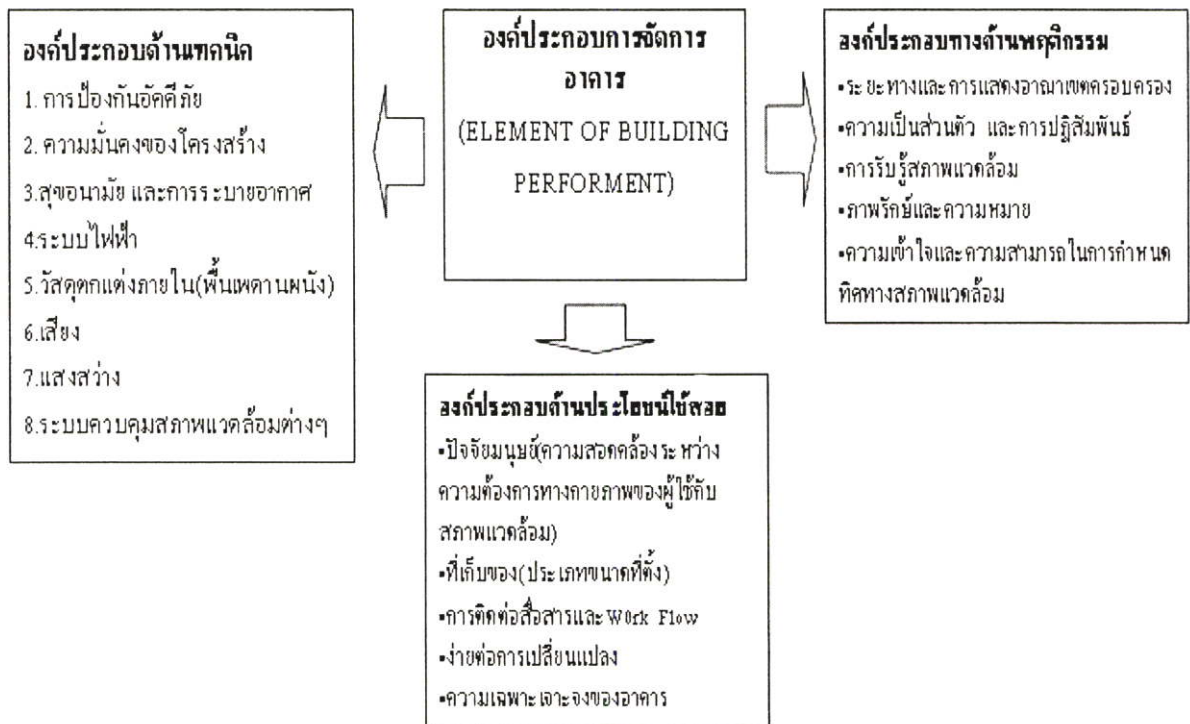 องค์ประกอบการจัดการ
อาคาร
(ELEMENT OF BUILDING
PERFORMENT)
องค์ประกอบด้านเทคนิค
1. การป้องกันอัคคีภัย
2. ความมั่นคงของโครงสร้าง
3.สุขอนามัย และการระบายอากาศ
4.ระบบไฟฟ้า
5.วัสดุตกแต่งภายใน(พื้นเพดานผนัง)
6.เสียง
7.แสงสว่าง
8.ระบบควบคุมสภาพแวดล้อมต่างๆ
องค์ประกอบทางด้านพฤติกรรม
▪ระยะทางและการแสดงอาณาเขตครอบครอง
▪ความเป็นส่วนตัว และการปฏิสัมพันธ์
▪การรับรู้สภาพแวดล้อม
▪ภาพรักษ์และความหมาย
▪ความเข้าใจและความสามารถในการกำหนด
ทิศทางสภาพแวดล้อม
องค์ประกอบด้านประโยชน์ใช้สอย
▪ปัจจัยมนุษย์(ความสอดคล้องระหว่าง
ความต้องการทางกายภาพของผู้ใช้กับ
สภาพแวดล้อม)
▪ที่เก็บของ(ประเภทขนาดที่ตั้ง)
▪การติดต่อสื่อสารและ Work Flow
▪ง่ายต่อการเปลี่ยนแปลง
▪ความเฉพาะเจาะจงของอาคาร